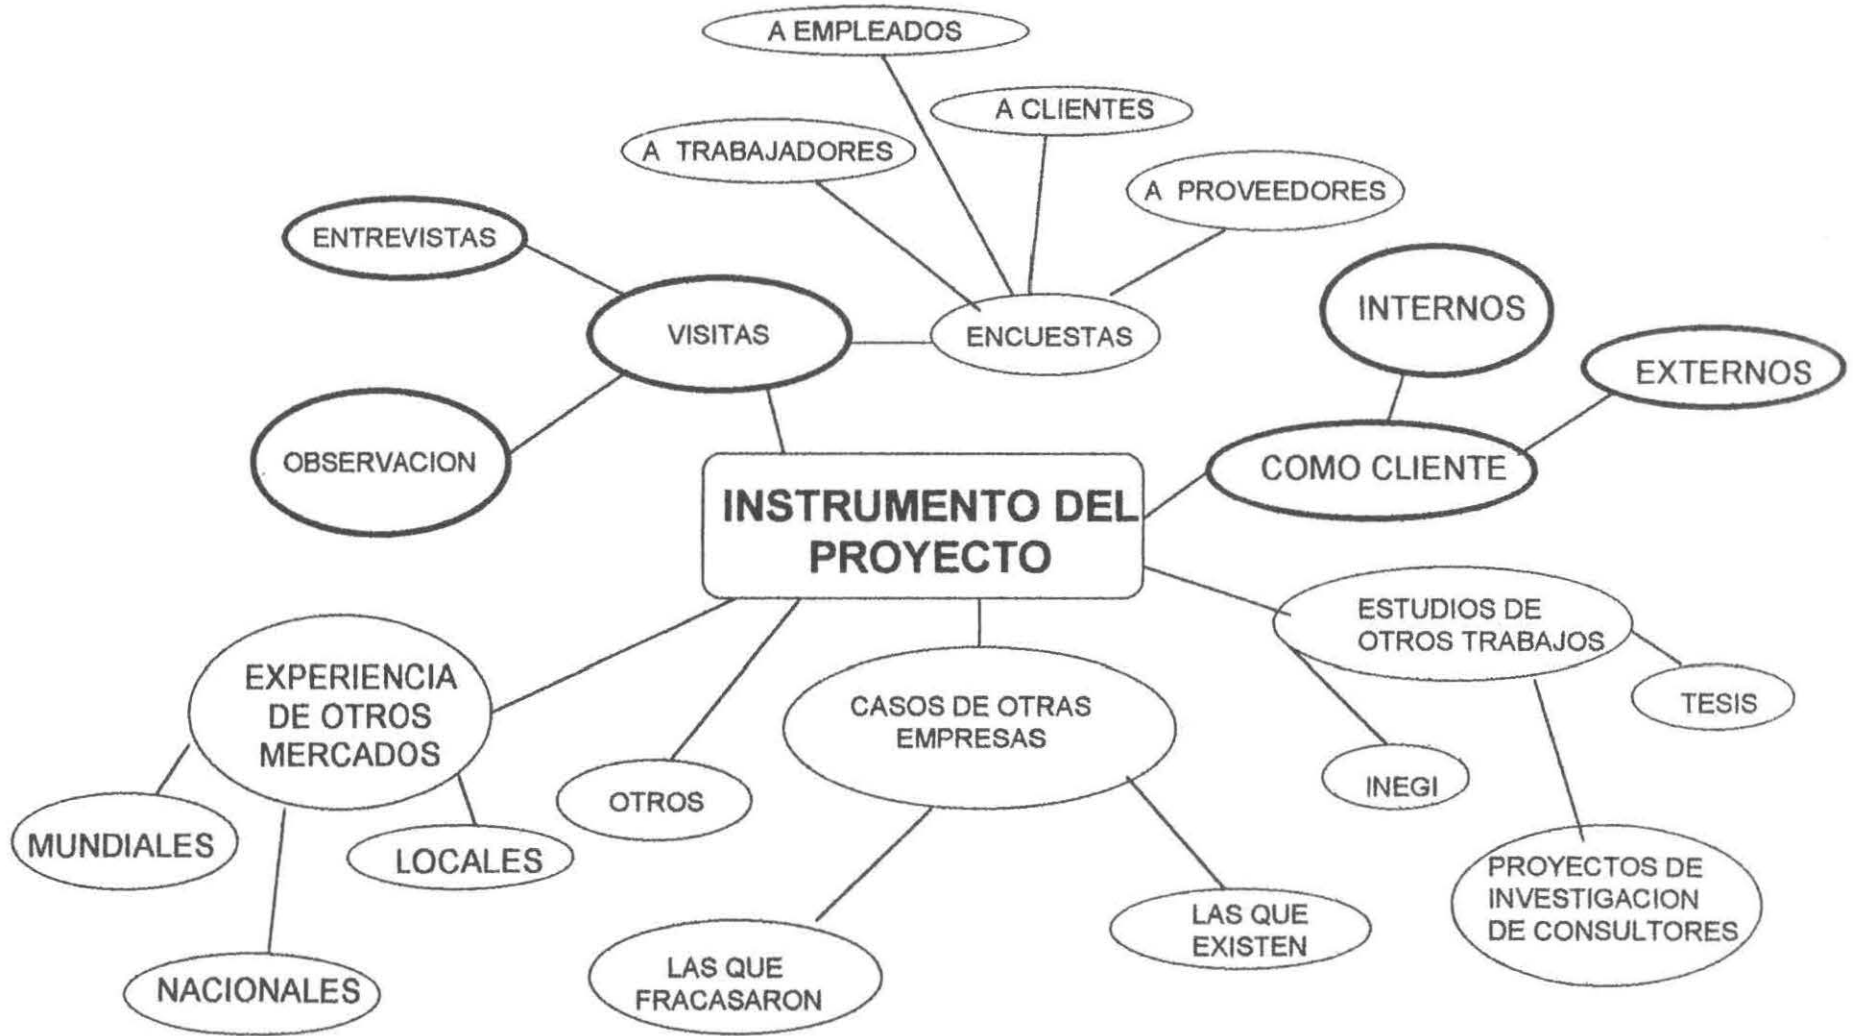 A EMPLEADOS
A CLIENTES
A TRABAJADORES
A PROVEEDORES
ENTREVISTAS
VISITAS
ENCUESTAS
INTERNOS
EXTERNOS
OBSERVACION
COMO CLIENTE
INSTRUMENTO DEL
PROYECTO
EXPERIENCIA
DE OTROS
MERCADOS
MUNDIALES
LOCALES
NACIONALES
OTROS
CASOS DE OTRAS
EMPRESAS
LAS QUE
FRACASARON
LAS QUE
EXISTEN
ESTUDIOS DE
OTROS TRABAJOS
TESIS
INEGI
PROYECTOS DE
INVESTIGACION
DE CONSULTORES